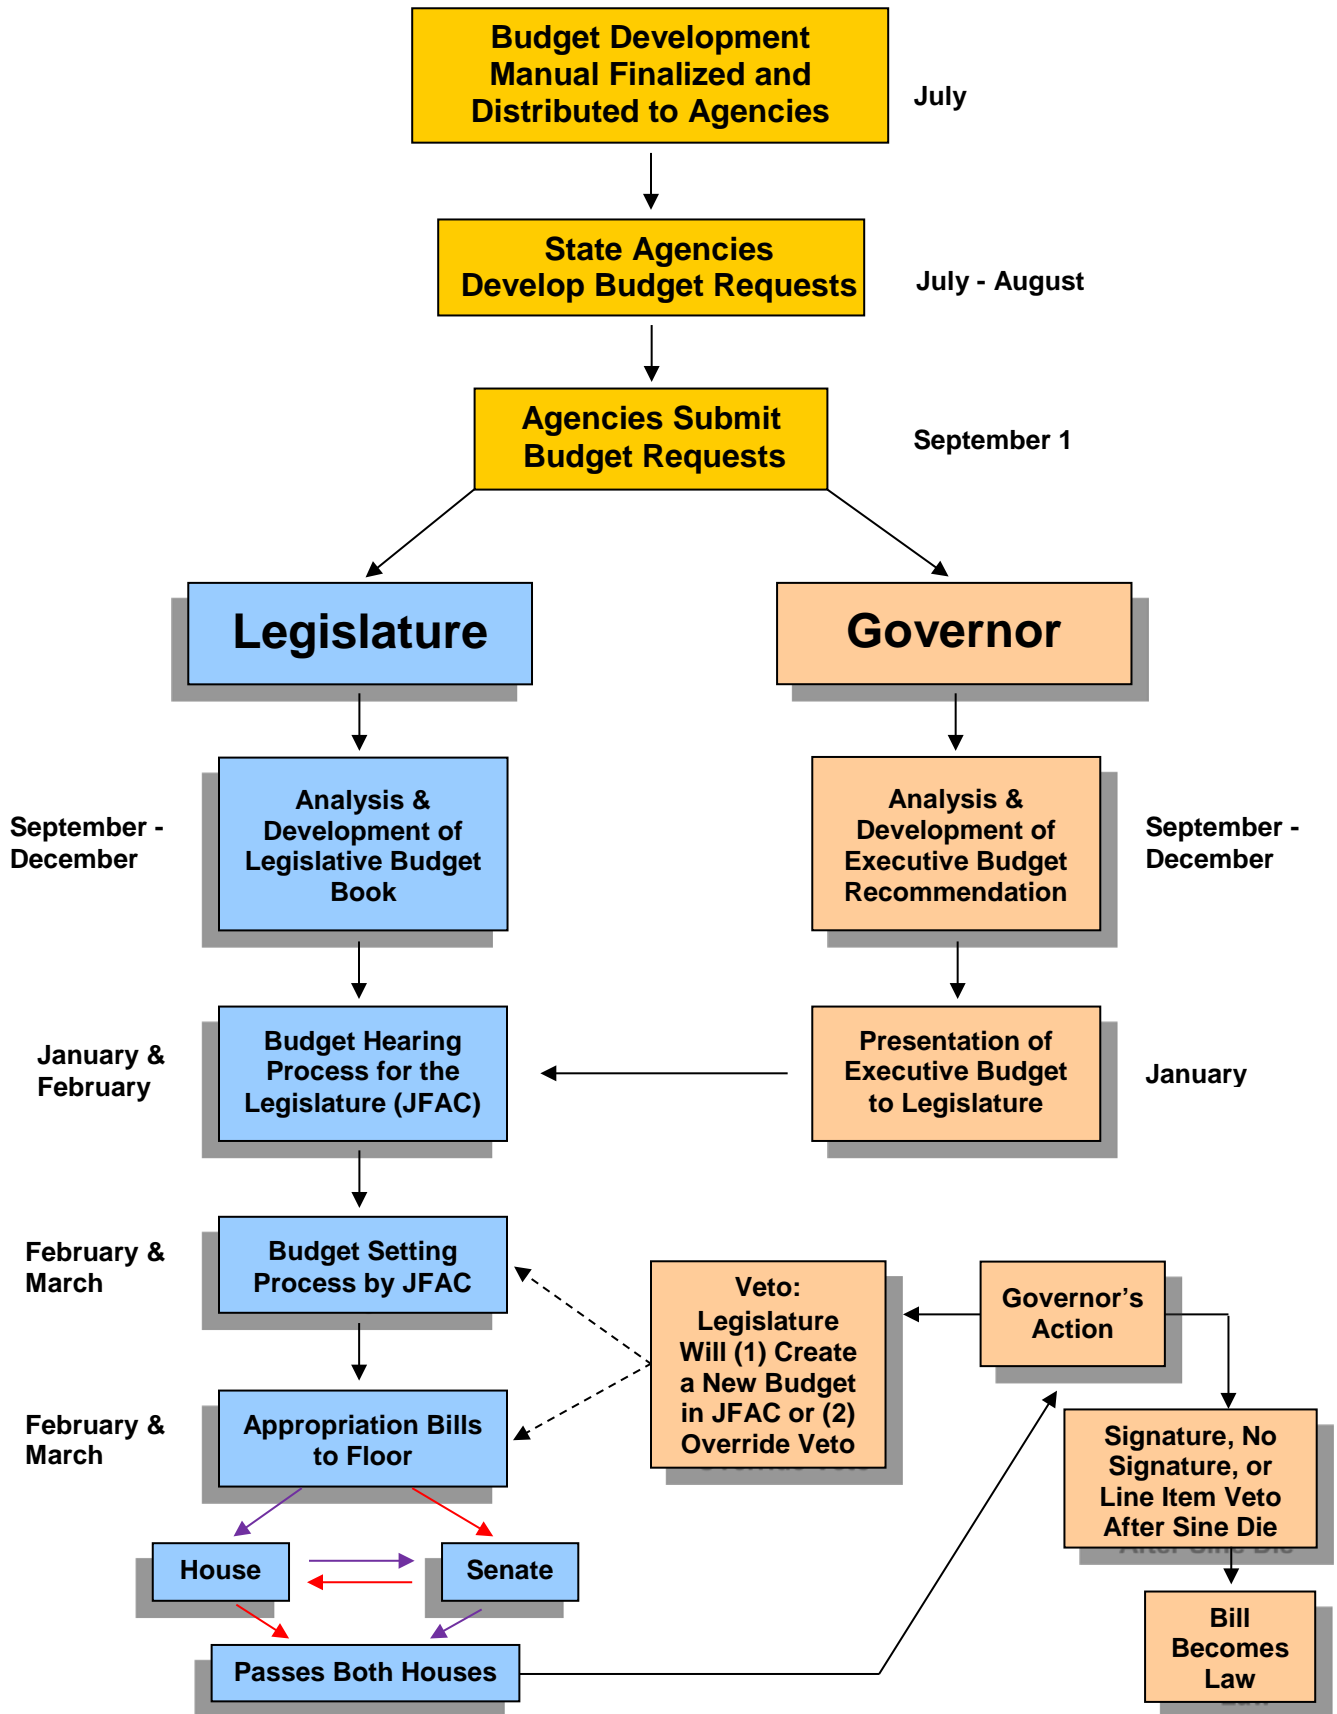 Budget Development
Manual Finalized and
Distributed to Agencies
July
State Agencies
Develop Budget Requests
July - August
Agencies Submit
Budget Requests
September 1
Legislature
Governor
September -
December
Analysis &
Development of
Legislative Budget
Book
Analysis &
Development of
Executive Budget
Recommendation
September -
December
January &
February
Budget Hearing
Process for the
Legislature (JFAC)
Presentation of
Executive Budget
to Legislature
January
February &
March
Budget Setting
Process by JFAC
Veto:
Legislature
Will (1) Create
a New Budget
in JFAC or (2)
Override Veto
Governor’s
Action
February &
March
Appropriation Bills
to Floor
Signature, No
Signature, or
Line Item Veto
After Sine Die
House
Senate
Passes Both Houses
Bill
Becomes
Law